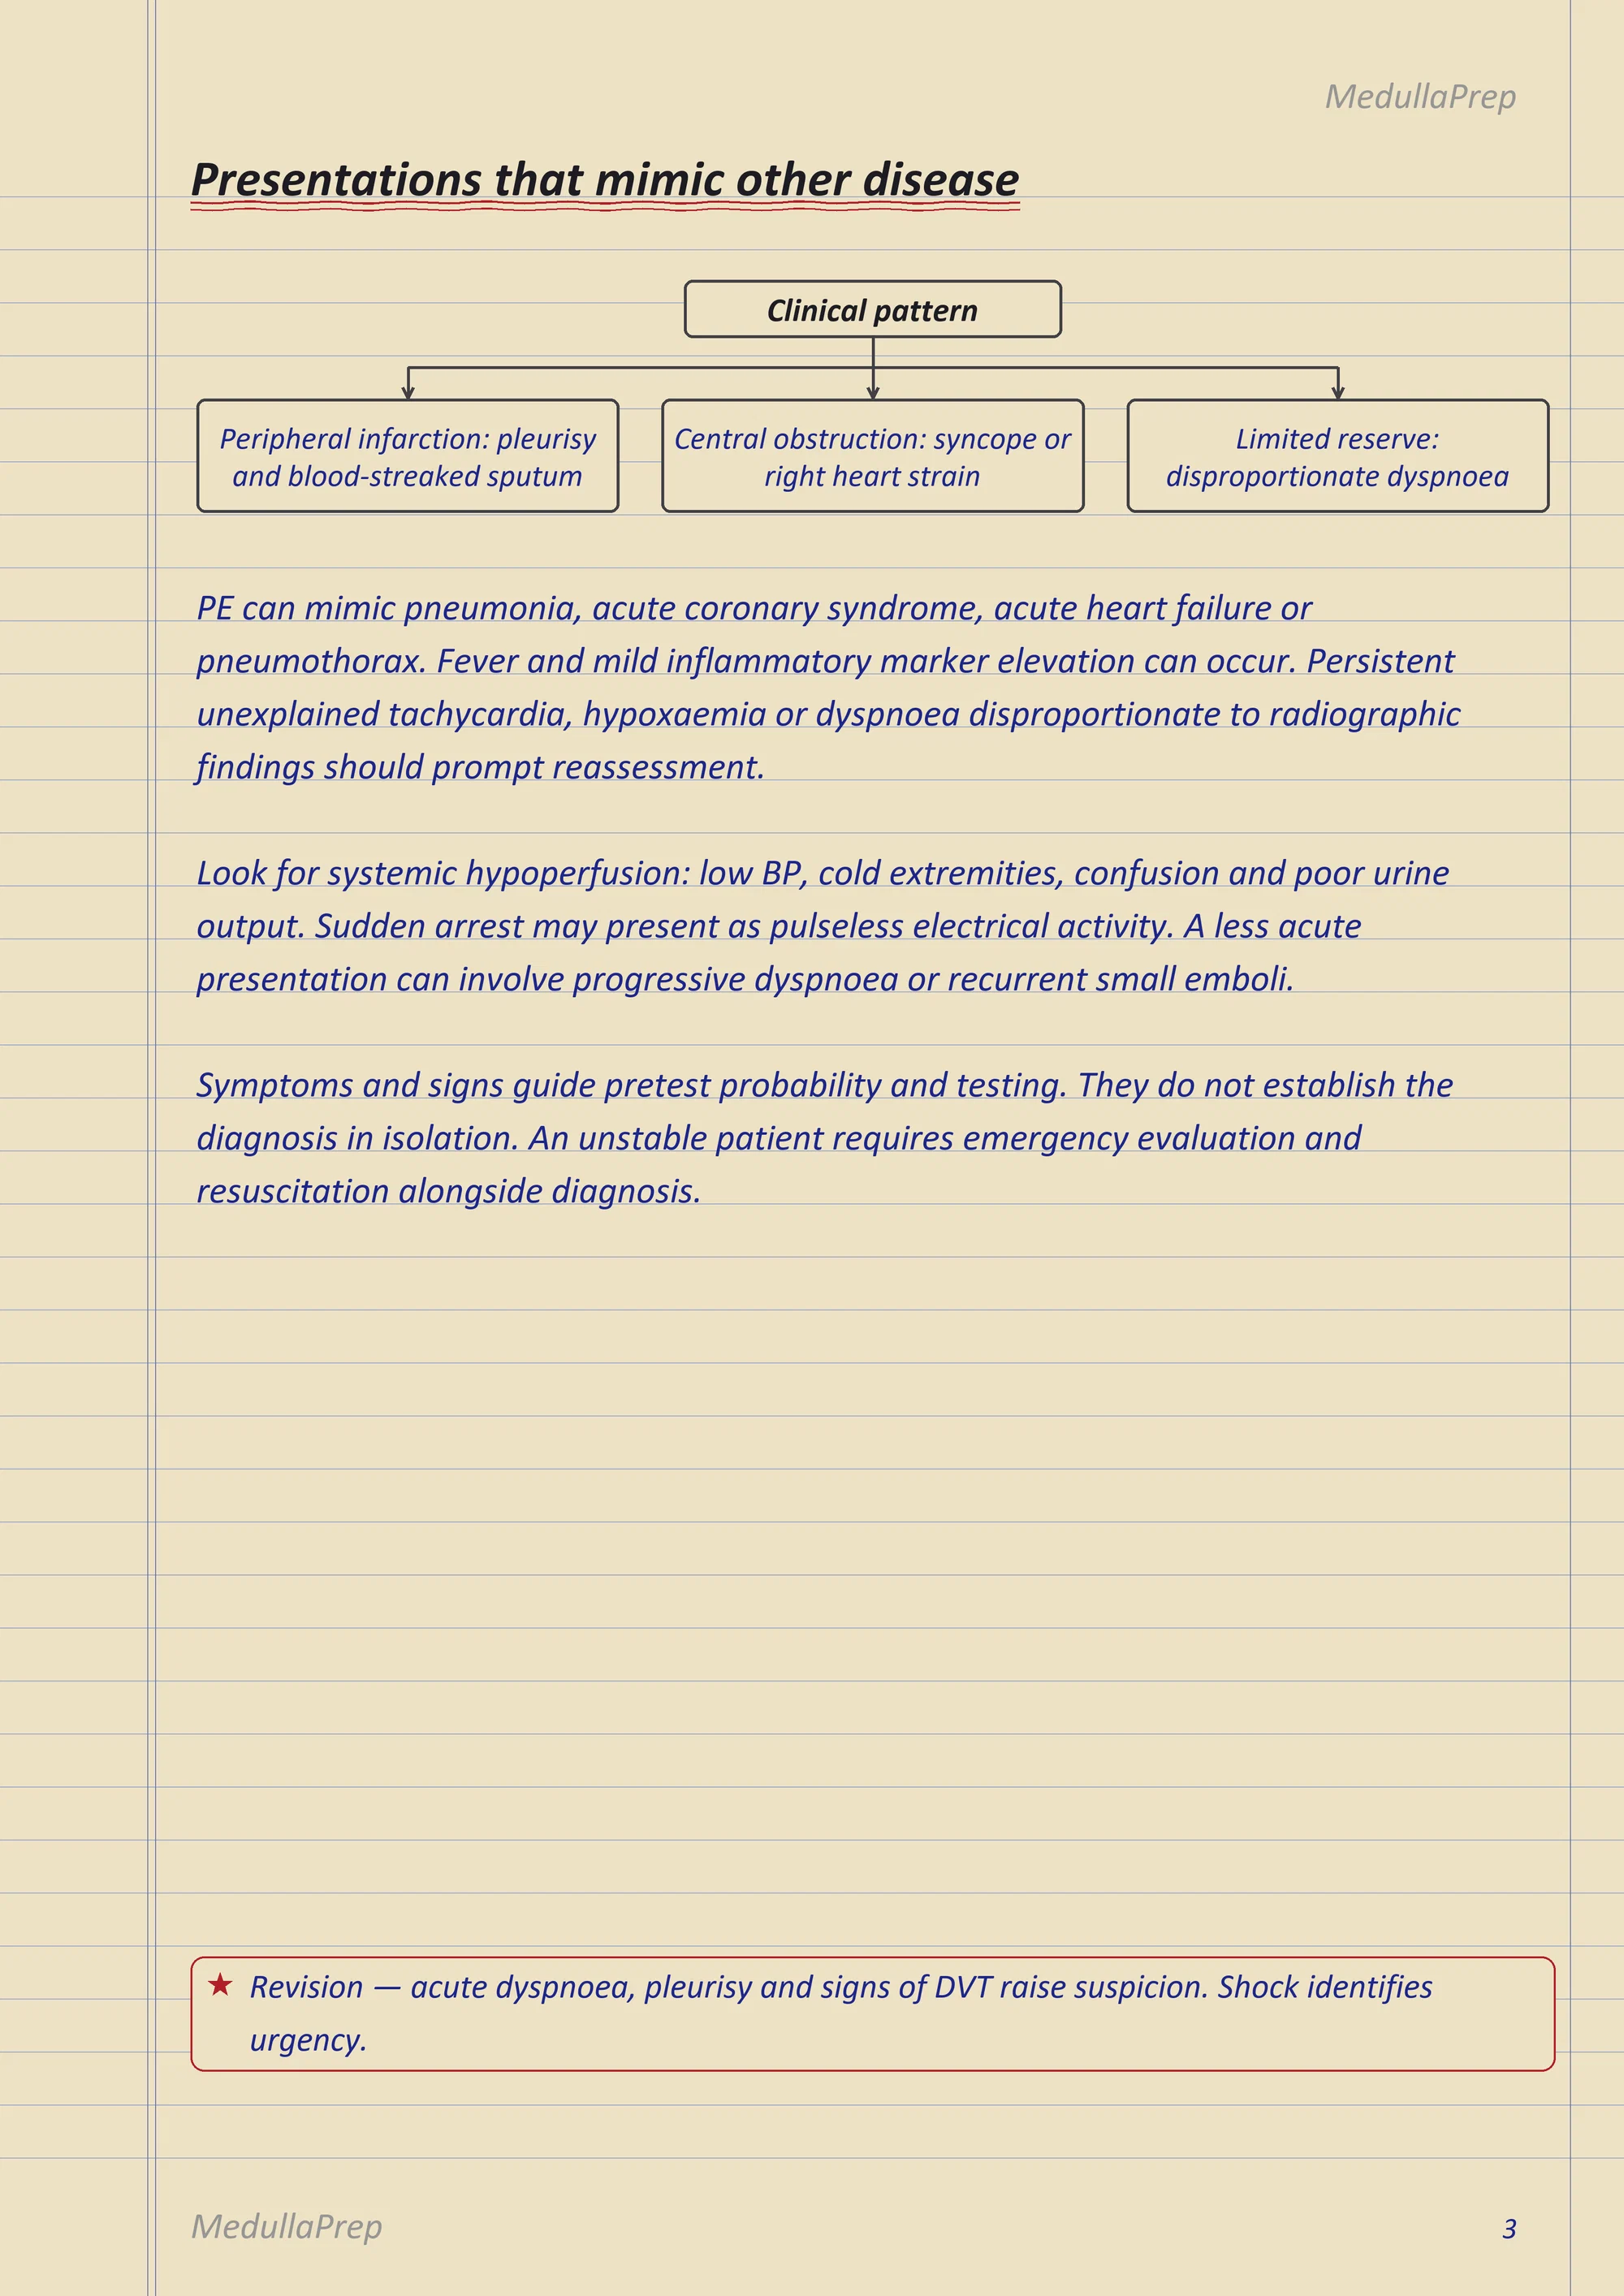 MedullaPrep
Presentations that mimic other disease
Clinical pattern
Peripheral infarction: pleurisy
and blood-streaked sputum
Central obstruction: syncope or
right heart strain
Limited reserve:
disproportionate dyspnoea
PE can mimic pneumonia, acute coronary syndrome, acute heart failure or
pneumothorax. Fever and mild inflammatory marker elevation can occur. Persistent
unexplained tachycardia, hypoxaemia or dyspnoea disproportionate to radiographic
findings should prompt reassessment.
Look for systemic hypoperfusion: low BP, cold extremities, confusion and poor urine
output. Sudden arrest may present as pulseless electrical activity. A less acute
presentation can involve progressive dyspnoea or recurrent small emboli.
Symptoms and signs guide pretest probability and testing. They do not establish the
diagnosis in isolation. An unstable patient requires emergency evaluation and
resuscitation alongside diagnosis.
★ Revision — acute dyspnoea, pleurisy and signs of DVT raise suspicion. Shock identifies
urgency.
MedullaPrep
3